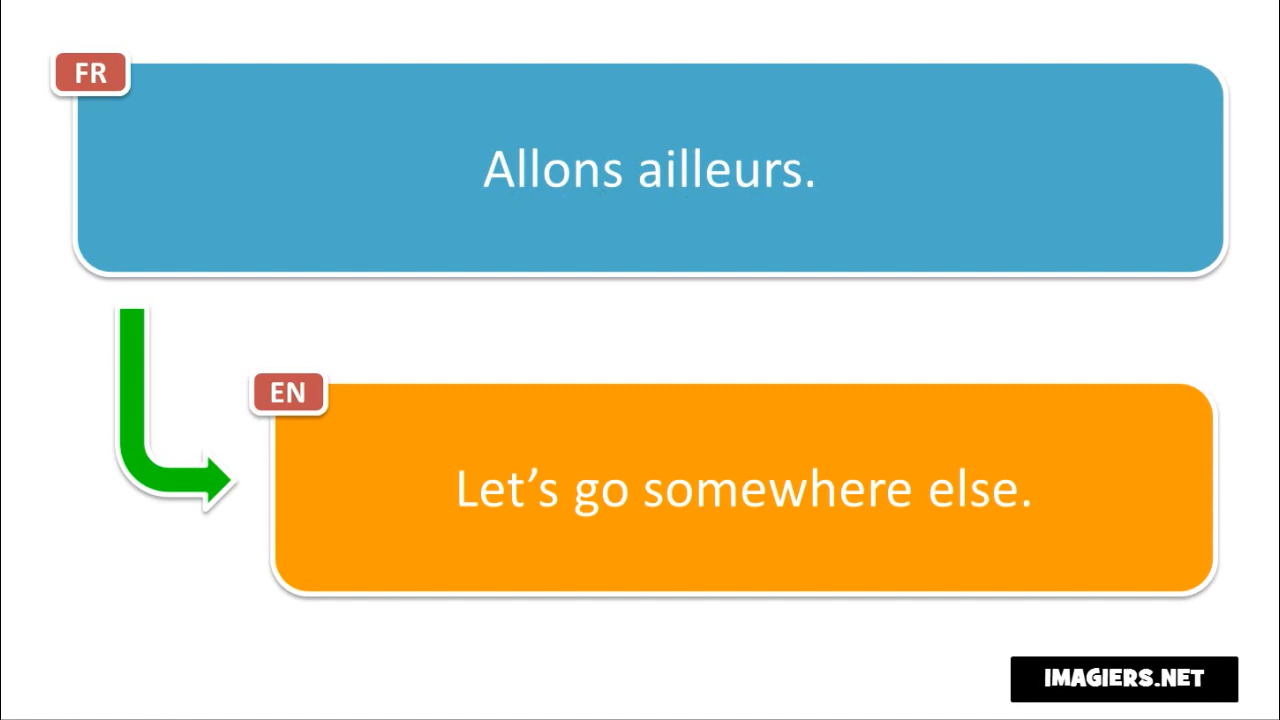 FR
Allons ailleurs.
EN
Let’s go somewhere else.
IMAGIERS.NET